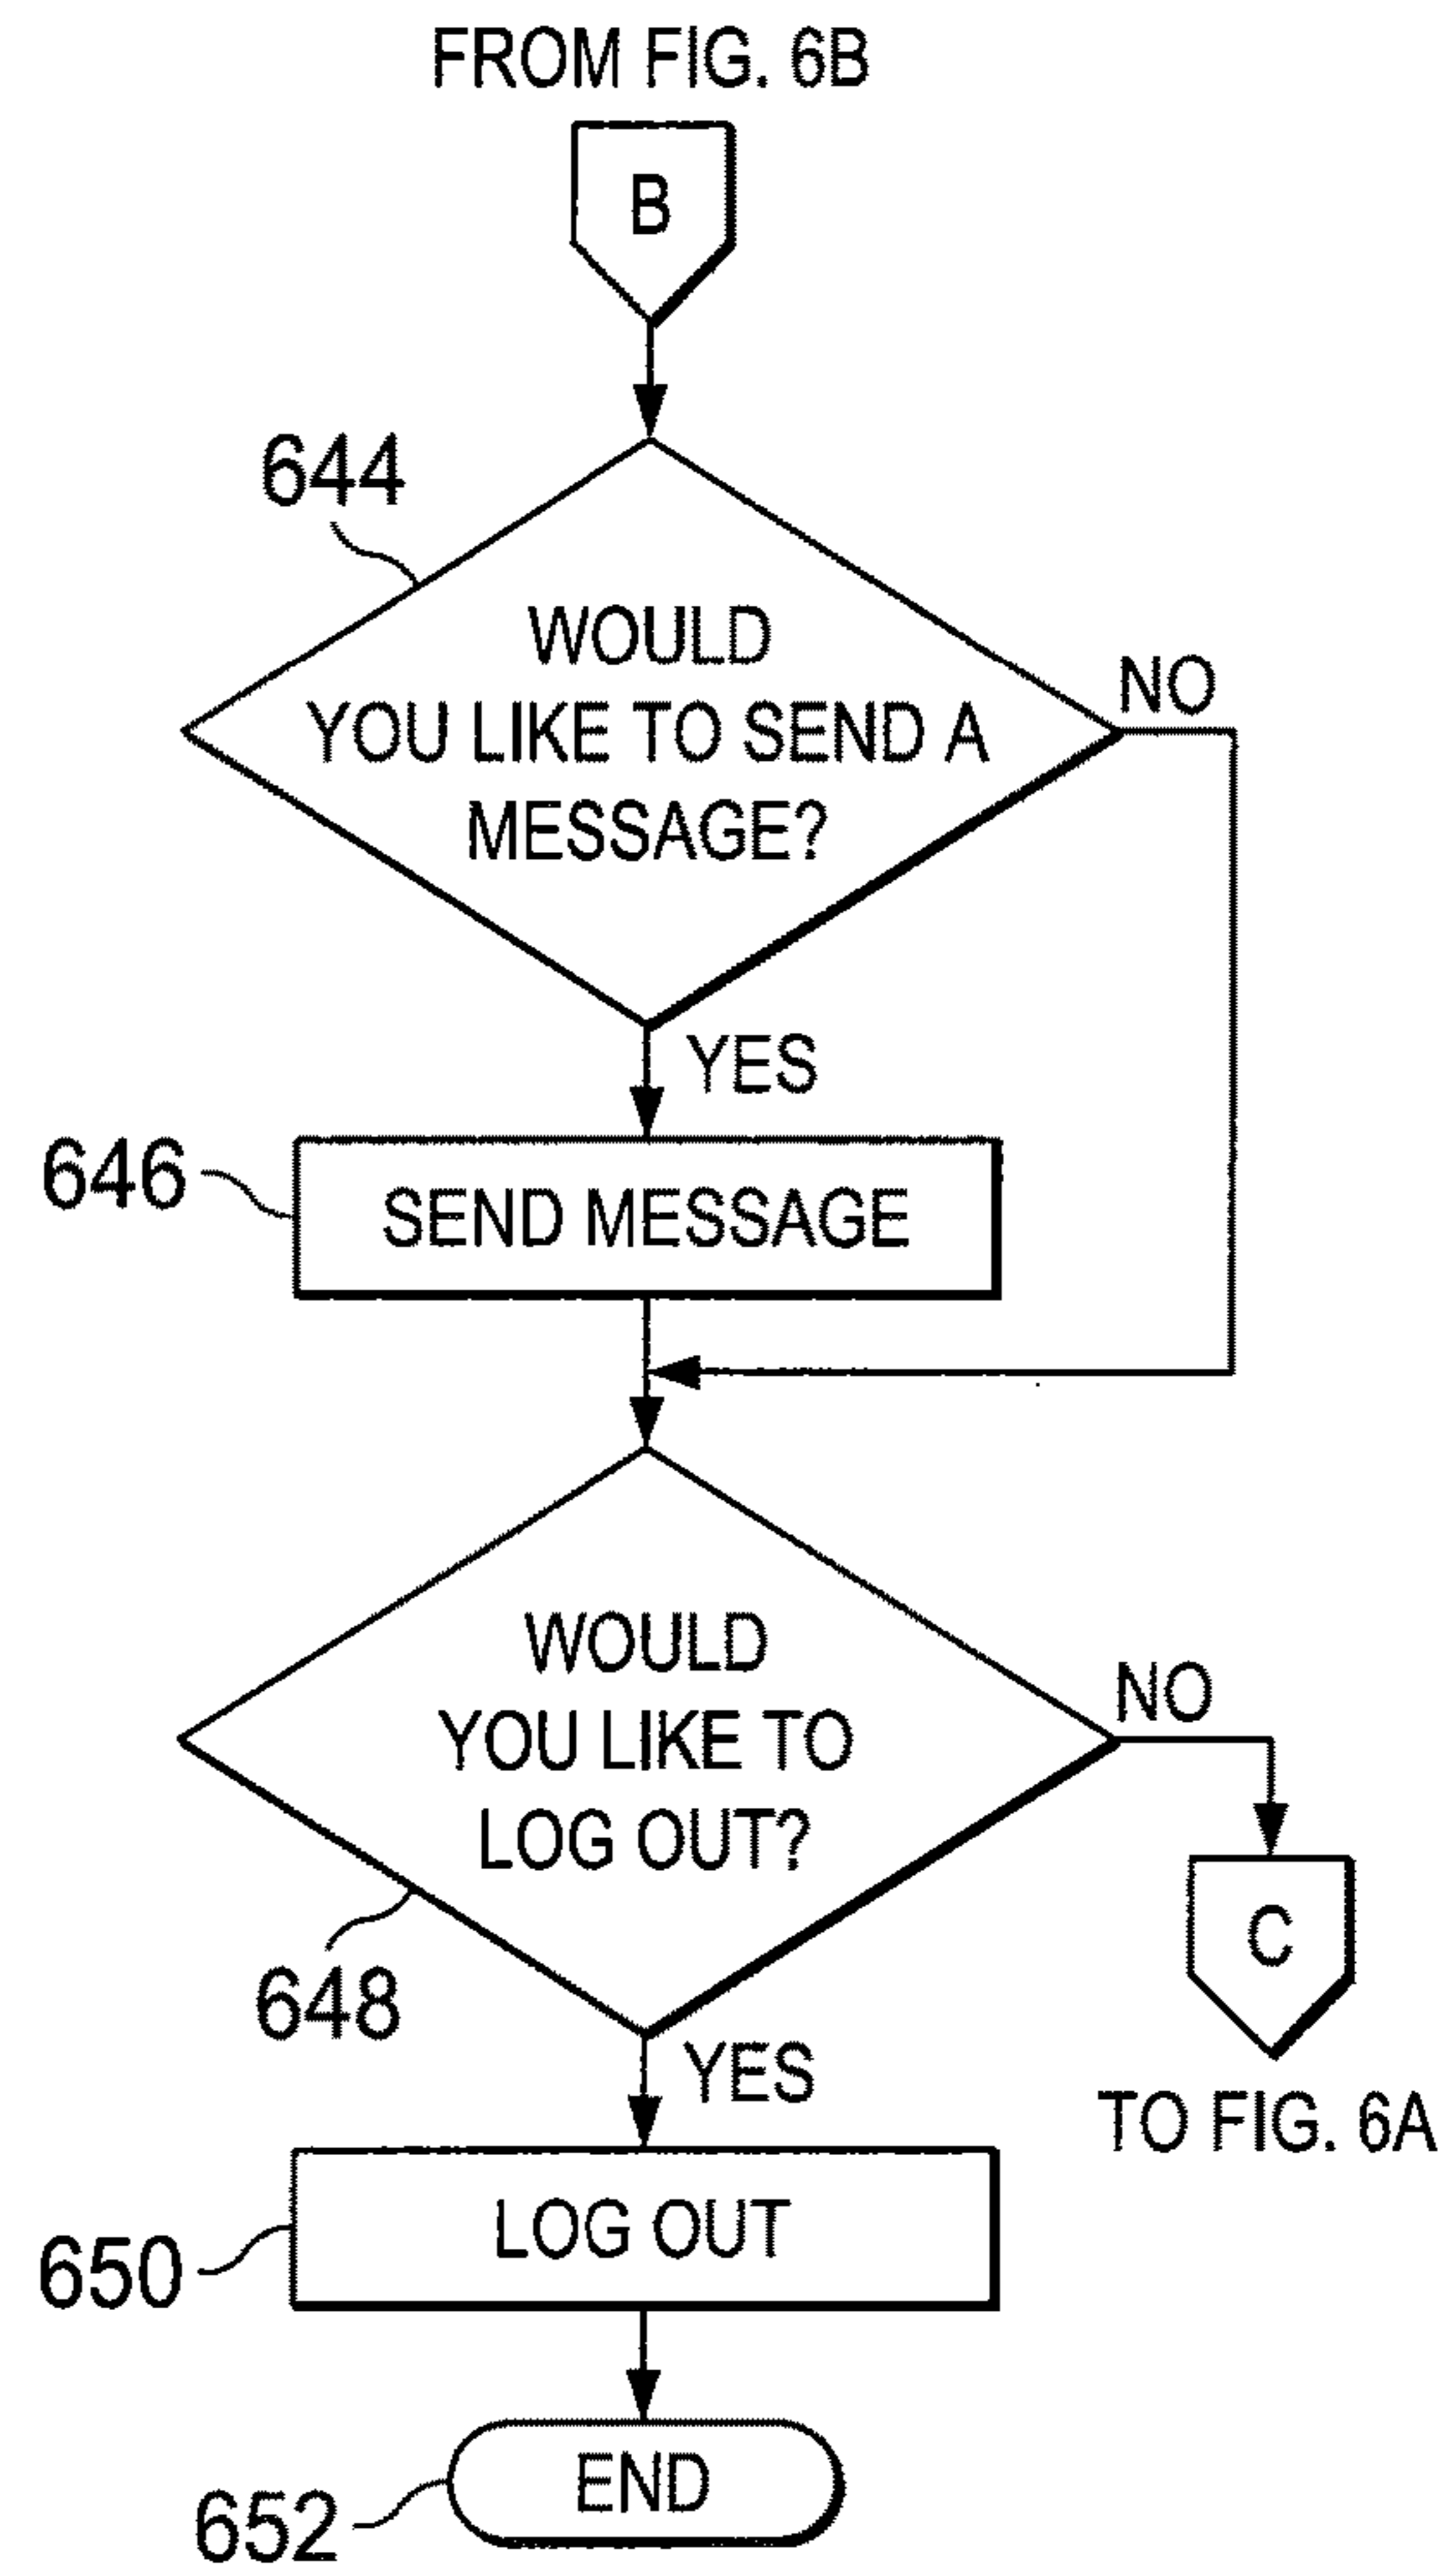 FROM FIG. 6B
B
644
WOULD
YOU LIKE TO SEND A
MESSAGE?
NO
YES
646
SEND MESSAGE
WOULD
YOU LIKE TO
LOG OUT?
NO
C
648
YES
TO FIG. 6A
650
LOG OUT
END
652